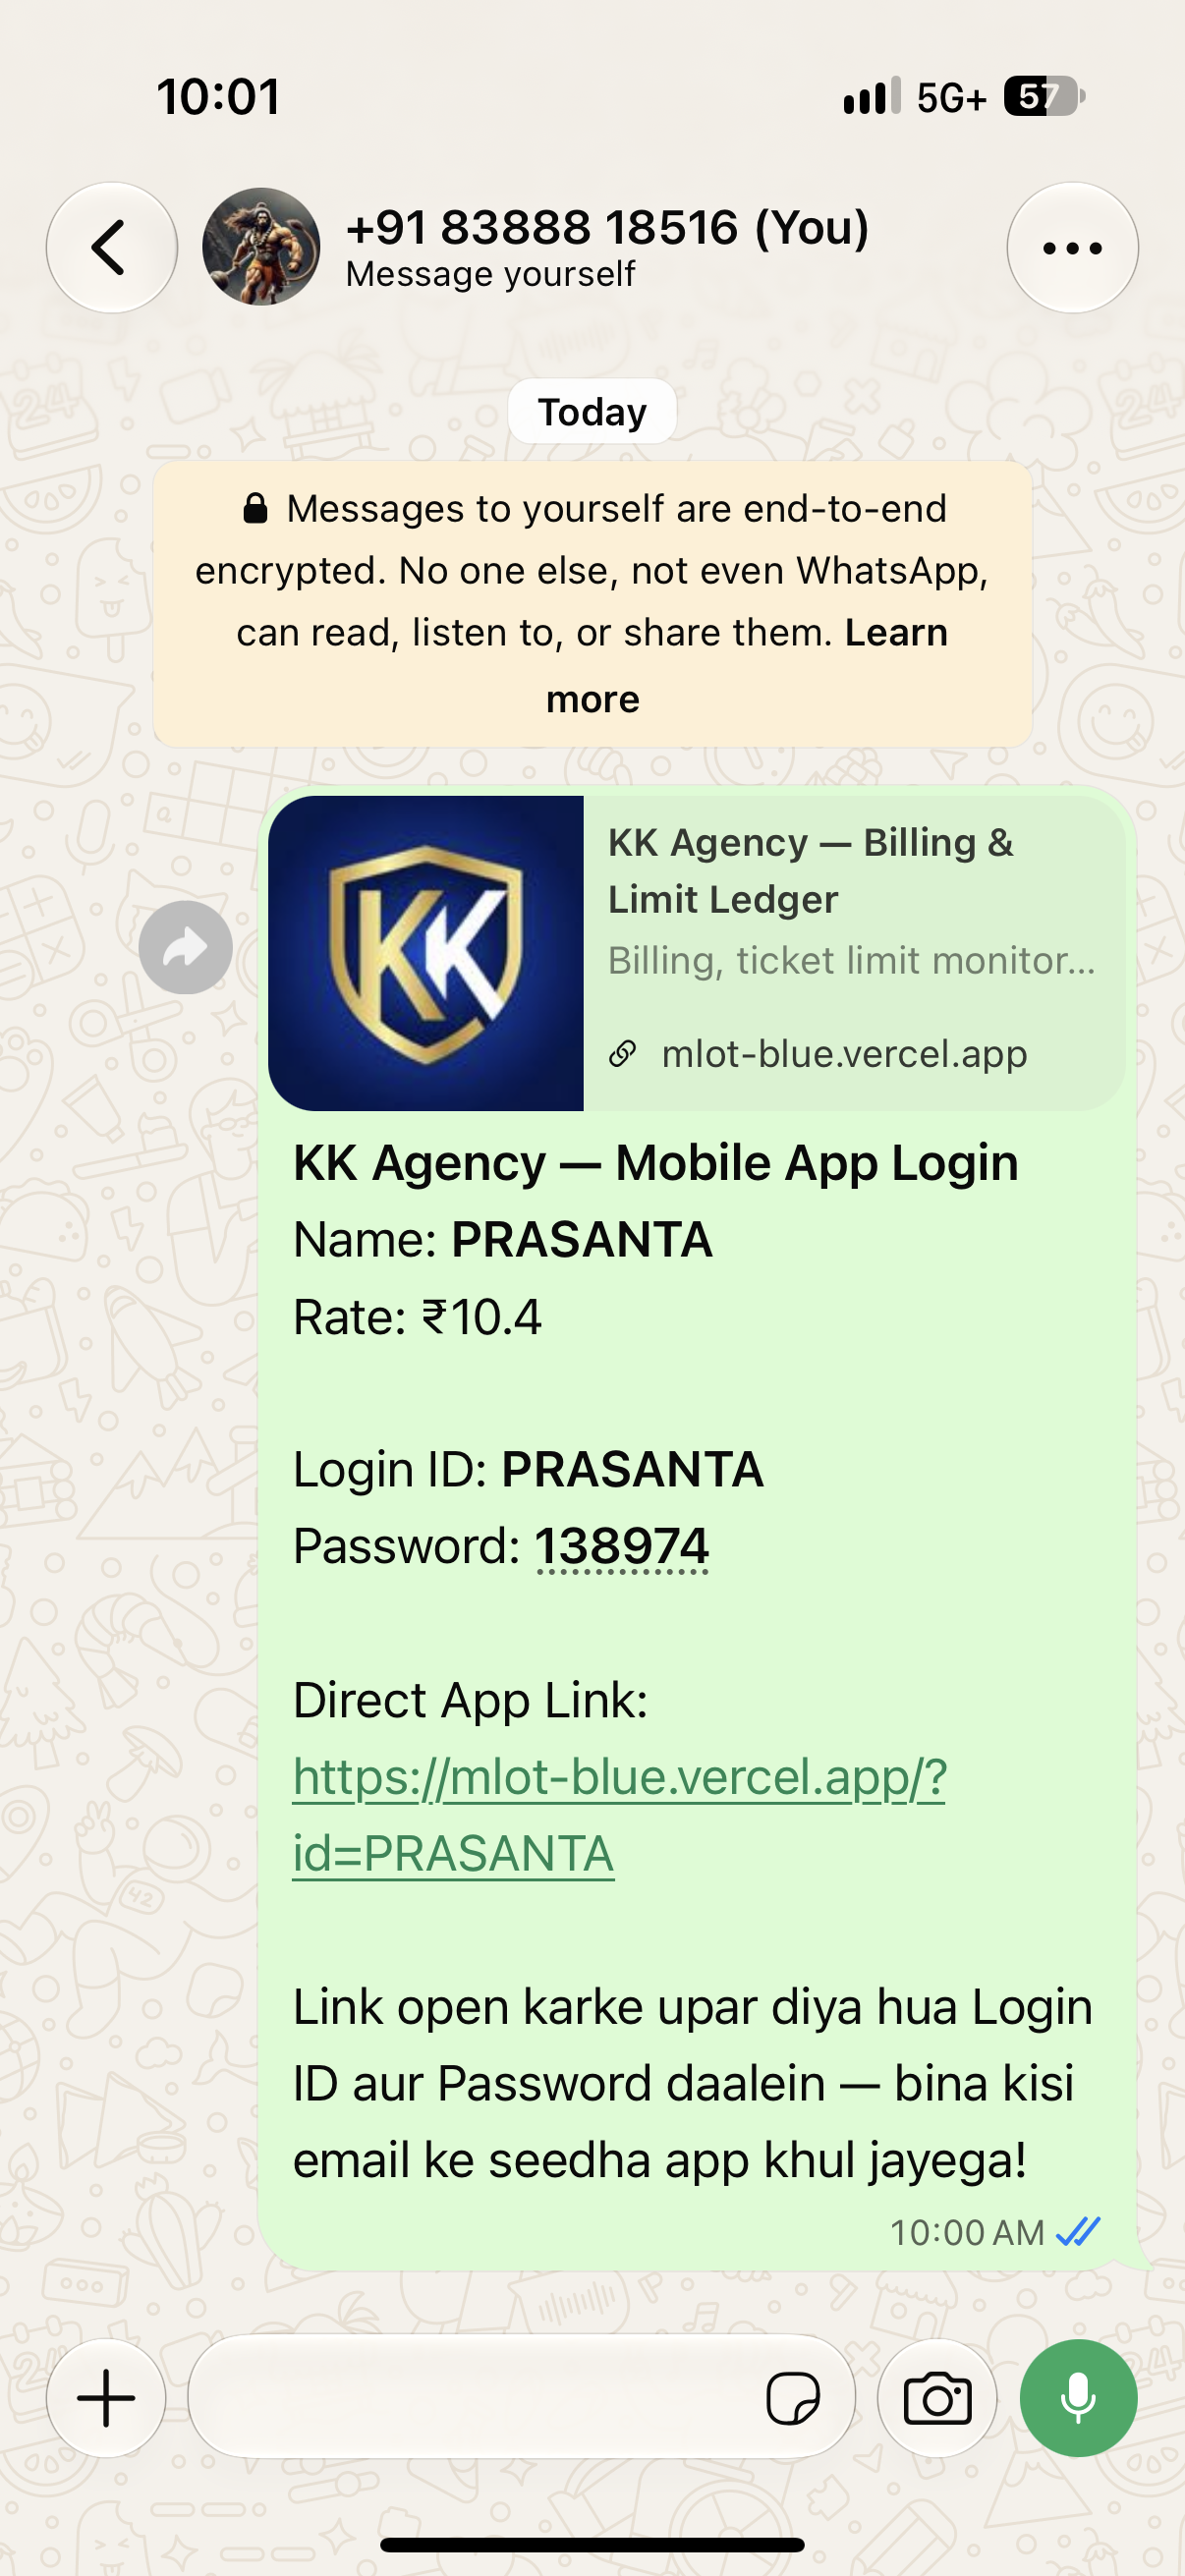 10:01
5G+
57
+91 83888 18516 (You)
Message yourself
Today
Messages to yourself are end-to-end
encrypted. No one else, not even WhatsApp,
can read, listen to, or share them. Learn
more
KK
KK Agency — Billing &
Limit Ledger
Billing, ticket limit monitor...
mlot-blue.vercel.app
KK Agency — Mobile App Login
Name: PRASANTA
Rate: ₹10.4
Login ID: PRASANTA
Password: 138974
Direct App Link:
https://mlot-blue.vercel.app/?
id=PRASANTA
Link open karke upar diya hua Login
ID aur Password daalein — bina kisi
email ke seedha app khul jayega!
10:00 AM